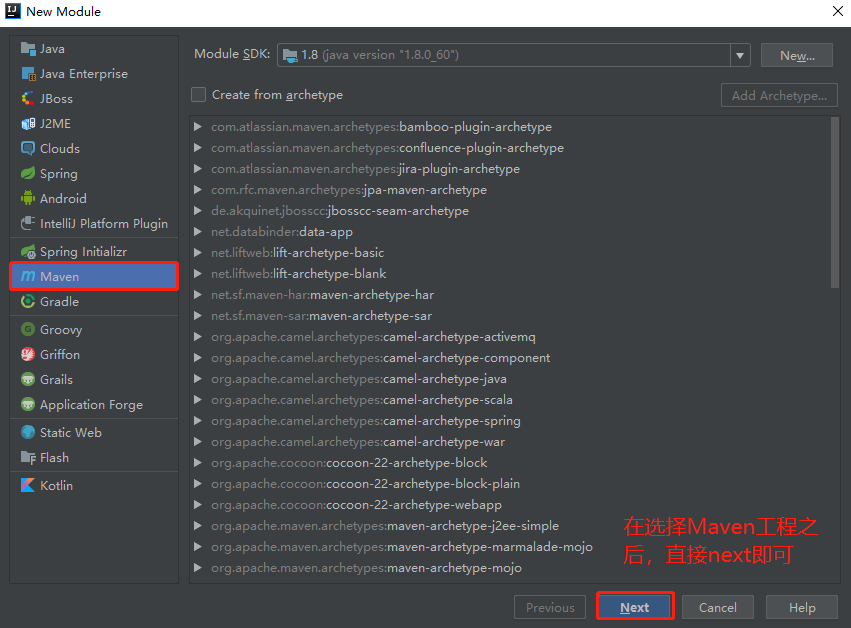 New Module
Java
Java Enterprise
JBoss
J2ME
Clouds
Spring
Android
IntelliJ Platform Plugin
Spring Initializr
Maven
Gradle
Groovy
Griffon
Grails
Application Forge
Static Web
Flash
Kotlin
Module SDK: 1.8 (java version "1.8.0_60") New...
Create from archetype Add Archetype...
com.atlassian.maven.archetypes:bamboo-plugin-archetype
com.atlassian.maven.archetypes:confluence-plugin-archetype
com.atlassian.maven.archetypes:jira-plugin-archetype
com.rfc.maven.archetypes:jpa-maven-archetype
de.akquinet.jbosscc:jbosscc-seam-archetype
net.databinder:data-app
net.liftweb:lift-archetype-basic
net.liftweb:lift-archetype-blank
net.sf.maven-har:maven-archetype-har
net.sf.maven-sar:maven-archetype-sar
org.apache.camel.archetypes:camel-archetype-activemq
org.apache.camel.archetypes:camel-archetype-component
org.apache.camel.archetypes:camel-archetype-java
org.apache.camel.archetypes:camel-archetype-scala
org.apache.camel.archetypes:camel-archetype-spring
org.apache.camel.archetypes:camel-archetype-war
org.apache.cocoon:cocoon-22-archetype-block
org.apache.cocoon:cocoon-22-archetype-block-plain
org.apache.cocoon:cocoon-22-archetype-webapp
org.apache.maven.archetypes:maven-archetype-j2ee-simple
org.apache.maven.archetypes:maven-archetype-marmalade-mojo
org.apache.maven.archetypes:maven-archetype-mojo
在选择Maven工程之
后，直接next即可
Previous Next Cancel Help